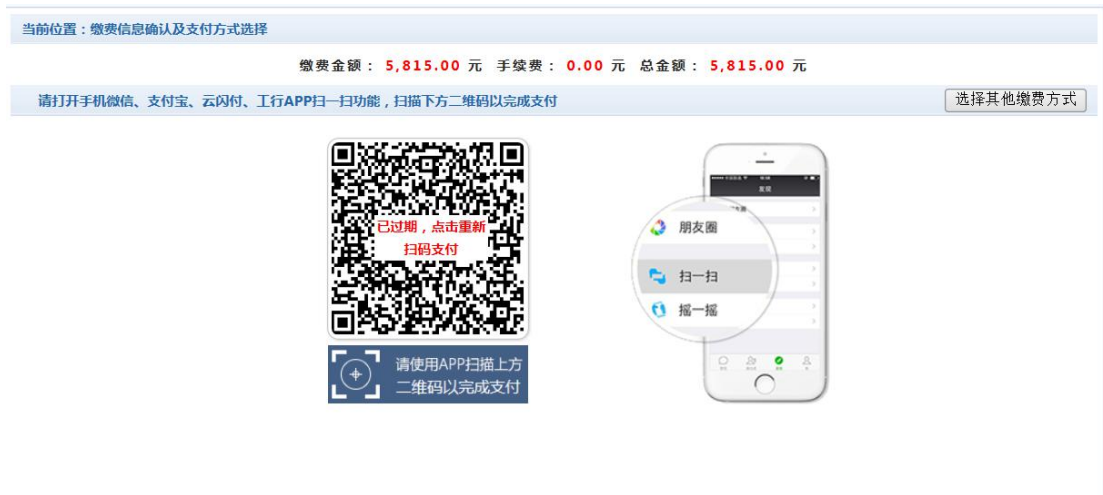 当前位置：缴费信息确认及支付方式选择
缴费金额： 5,815.00 元 手续费： 0.00 元 总金额： 5,815.00 元
请打开手机微信、支付宝、云闪付、工行APP扫一扫功能，扫描下方二维码以完成支付
选择其他缴费方式
已过期，点击重新
扫码支付
请使用APP扫描上方
二维码以完成支付
发现
朋友圈
扫一扫
摇一摇